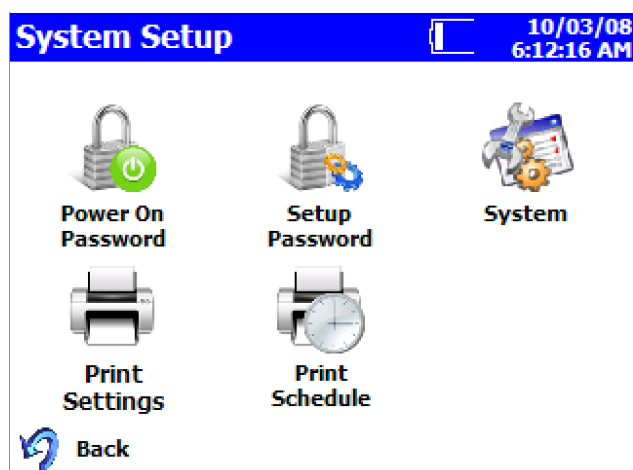 System Setup
10/03/08
6:12:16 AM
Power On
Password
Setup
Password
System
Print
Settings
Print
Schedule
Back